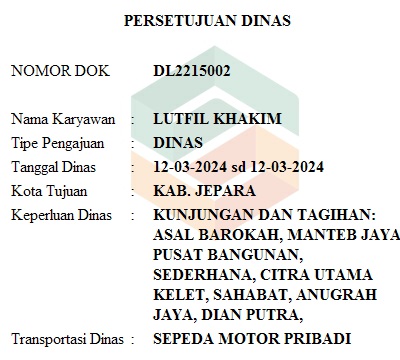 PERSETUJUAN DINAS
NOMOR DOK DL2215002
Nama Karyawan : LUTFIL KHAKIM
Tipe Pengajuan : DINAS
Tanggal Dinas : 12-03-2024 sd 12-03-2024
Kota Tujuan : KAB. JEPARA
Keperluan Dinas : KUNJUNGAN DAN TAGIHAN:
ASAL BAROKAH, MANTEB JAYA
PUSAT BANGUNAN,
SEDERHANA, CITRA UTAMA
KELET, SAHABAT, ANUGRAH
JAYA, DIAN PUTRA,
Transportasi Dinas : SEPEDA MOTOR PRIBADI